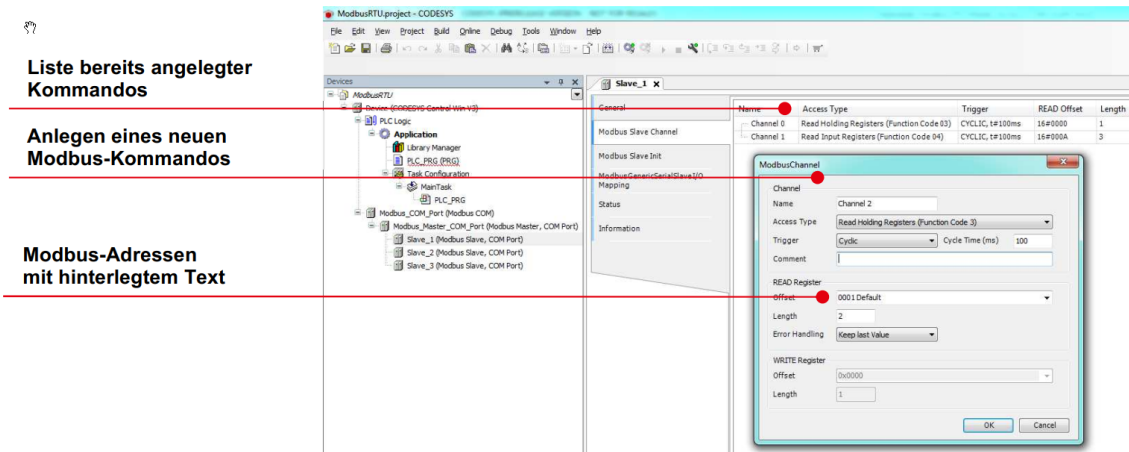 ModbusRTU.project - CODESYS
File Edit View Project Build Online Debug Tools Window Help
Liste bereits angelegter
Kommandos
Anlegen eines neuen
Modbus-Kommandos
Modbus-Adressen
mit hinterlegtem Text
Devices
ModbusRTU
Device (CODESYS Control Win V3)
PLC Logic
Application
Library Manager
PLC_PRG (PRG)
Task Configuration
MainTask
PLC_PRG
Modbus_COM_Port (Modbus COM)
Modbus_Master_COM_Port (Modbus Master, COM Port)
Slave_1 (Modbus Slave, COM Port)
Slave_2 (Modbus Slave, COM Port)
Slave_3 (Modbus Slave, COM Port)
Slave_1 x
General
Modbus Slave Channel
Modbus Slave Init
ModbusGenericSerialSlave I/O
Mapping
Status
Information
Name Access Type Trigger READ Offset Length
Channel 0 Read Holding Registers (Function Code 03) CYCLIC, t#100ms 16#0000 1
Channel 1 Read Input Registers (Function Code 04) CYCLIC, t#100ms 16#000A 3
ModbusChannel
Channel
Name Channel 2
Access Type Read Holding Registers (Function Code 3)
Trigger Cyclic Cycle Time (ms) 100
Comment
READ Register
Offset 0001 Default
Length 2
Error Handling Keep last Value
WRITE Register
Offset 0x0000
Length 1
OK Cancel